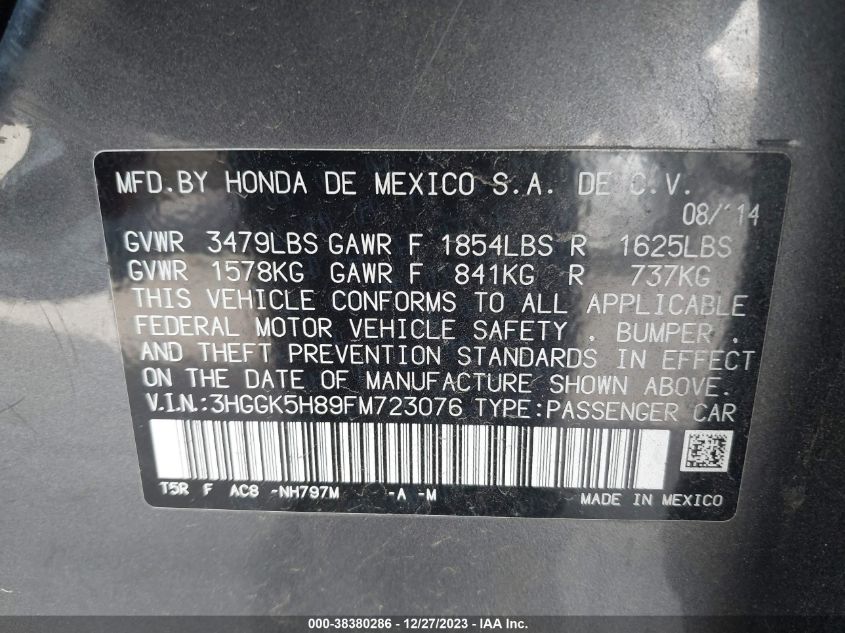 MFD.BY HONDA DE MEXICO S.A. DE C.V.
08/'14
GVWR 3479LBS GAWR F 1854LBS R 1625LBS
GVWR 1578KG GAWR F 841KG R 737KG
THIS VEHICLE CONFORMS TO ALL APPLICABLE
FEDERAL MOTOR VEHICLE SAFETY , BUMPER ,
AND THEFT PREVENTION STANDARDS IN EFFECT
ON THE DATE OF MANUFACTURE SHOWN ABOVE.
V.I.N.:3HGGK5H89FM723076 TYPE:PASSENGER CAR
T5R F AC8 -NH797M -A -M
MADE IN MEXICO
000-38380286 - 12/27/2023 - IAA Inc.